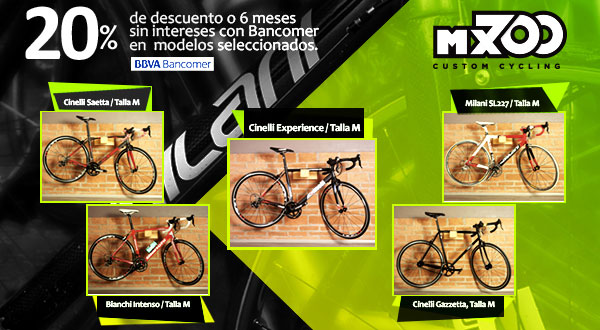 20% de descuento o 6 meses
sin intereses con Bancomer
en modelos seleccionados.
BBVA Bancomer
MXZOO
CUSTOM CYCLING
Cinelli Saetta / Talla M
Cinelli Experience / Talla M
Milani SL227 / Talla M
Bianchi Intenso / Talla M
Cinelli Gazzetta, Talla M